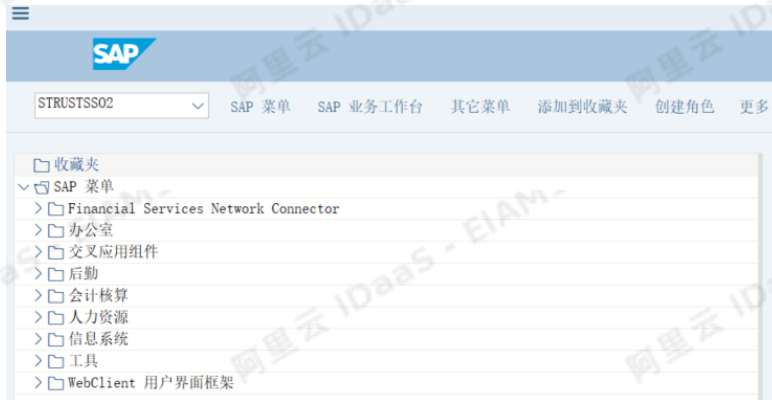 SAP
STRUSTSSO2 SAP 菜单 SAP 业务工作台 其它菜单 添加到收藏夹 创建角色 更多
收藏夹
SAP 菜单
Financial Services Network Connector
办公室
交叉应用组件
后勤
会计核算
人力资源
信息系统
工具
WebClient 用户界面框架
阿里云 IDaaS - EIAM